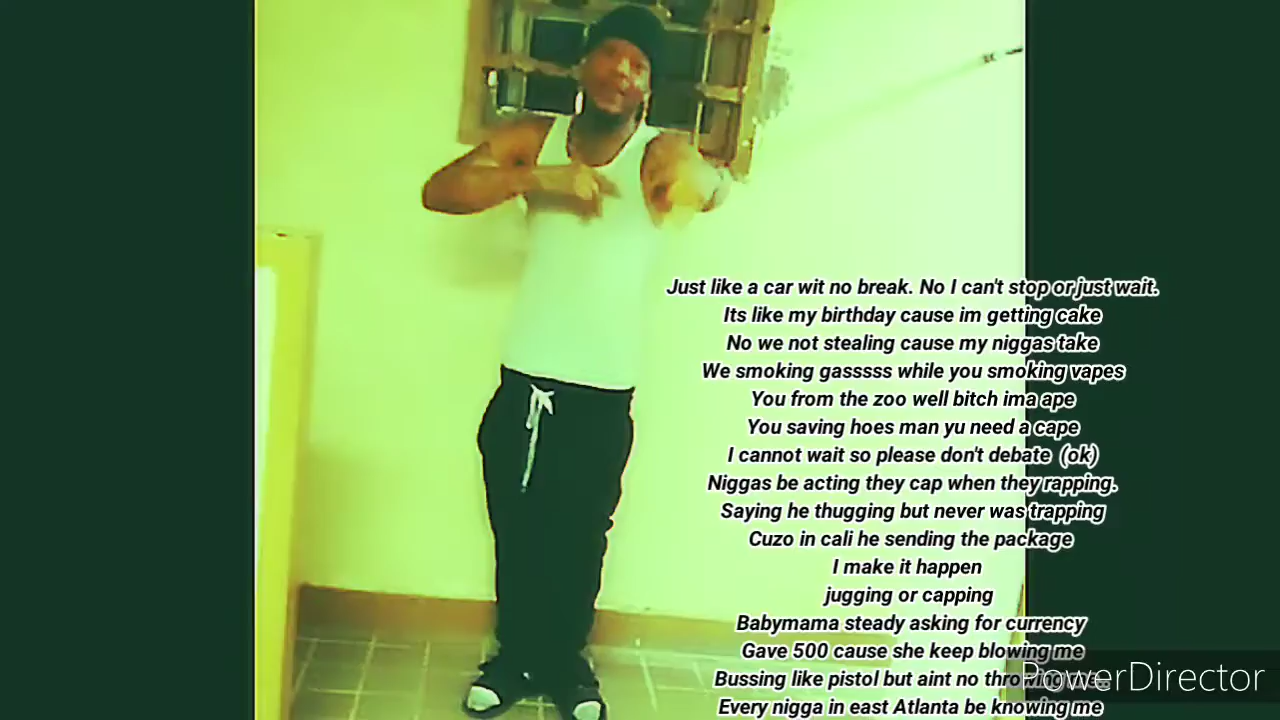 Just like a car wit no break. No I can't stop or just wait.
Its like my birthday cause im getting cake
No we not stealing cause my niggas take
We smoking gasssss while you smoking vapes
You from the zoo well bitch ima ape
You saving hoes man yu need a cape
I cannot wait so please don't debate (ok)
Niggas be acting they cap when they rapping.
Saying he thugging but never was trapping
Cuzo in cali he sending the package
I make it happen
jugging or capping
Babymama steady asking for currency
Gave 500 cause she keep blowing me
Bussing like pistol but aint no
Every nigga in east Atlanta be knowing me
PowerDirector